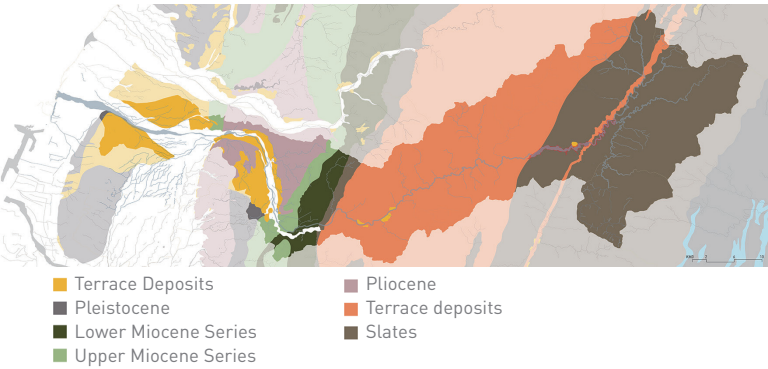 Terrace Deposits
Pleistocene
Lower Miocene Series
Upper Miocene Series
Pliocene
Terrace deposits
Slates